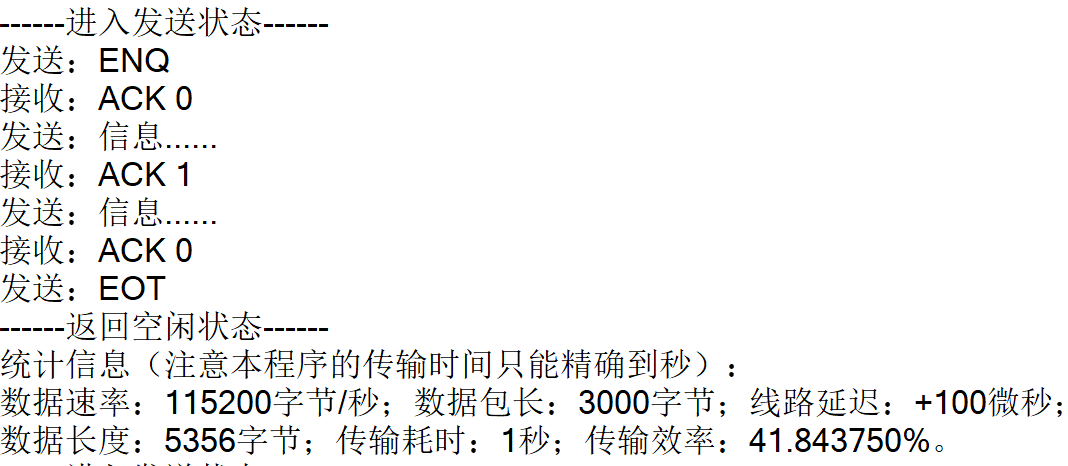 ------进入发送状态------
发送：ENQ
接收：ACK 0
发送：信息......
接收：ACK 1
发送：信息......
接收：ACK 0
发送：EOT
------返回空闲状态------
统计信息（注意本程序的传输时间只能精确到秒）：
数据速率：115200字节/秒；数据包长：3000字节；线路延迟：+100微秒；
数据长度：5356字节；传输耗时：1秒；传输效率：41.843750%。